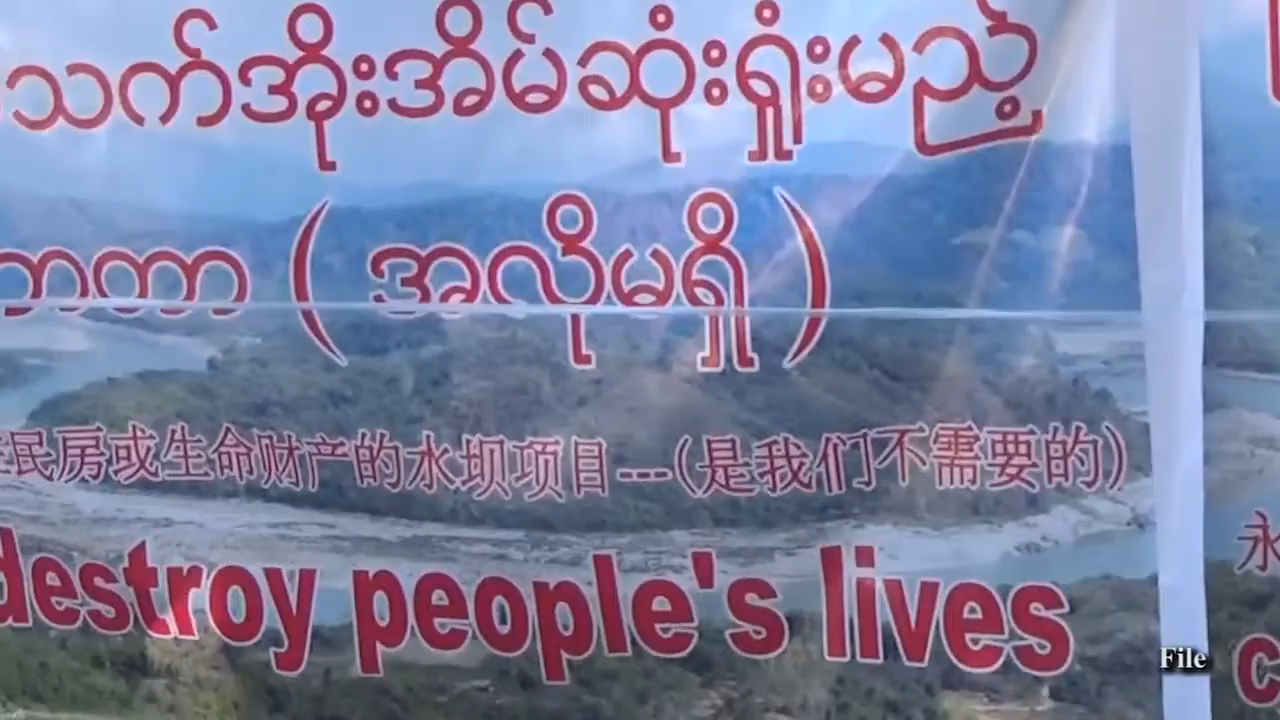 သက်အိုးအိမ်ဆုံးရှုံးမည့်
( အလိုမရှိ )
民房或生命财产的水坝项目---(是我们不需要的)
destroy people's lives
永
File